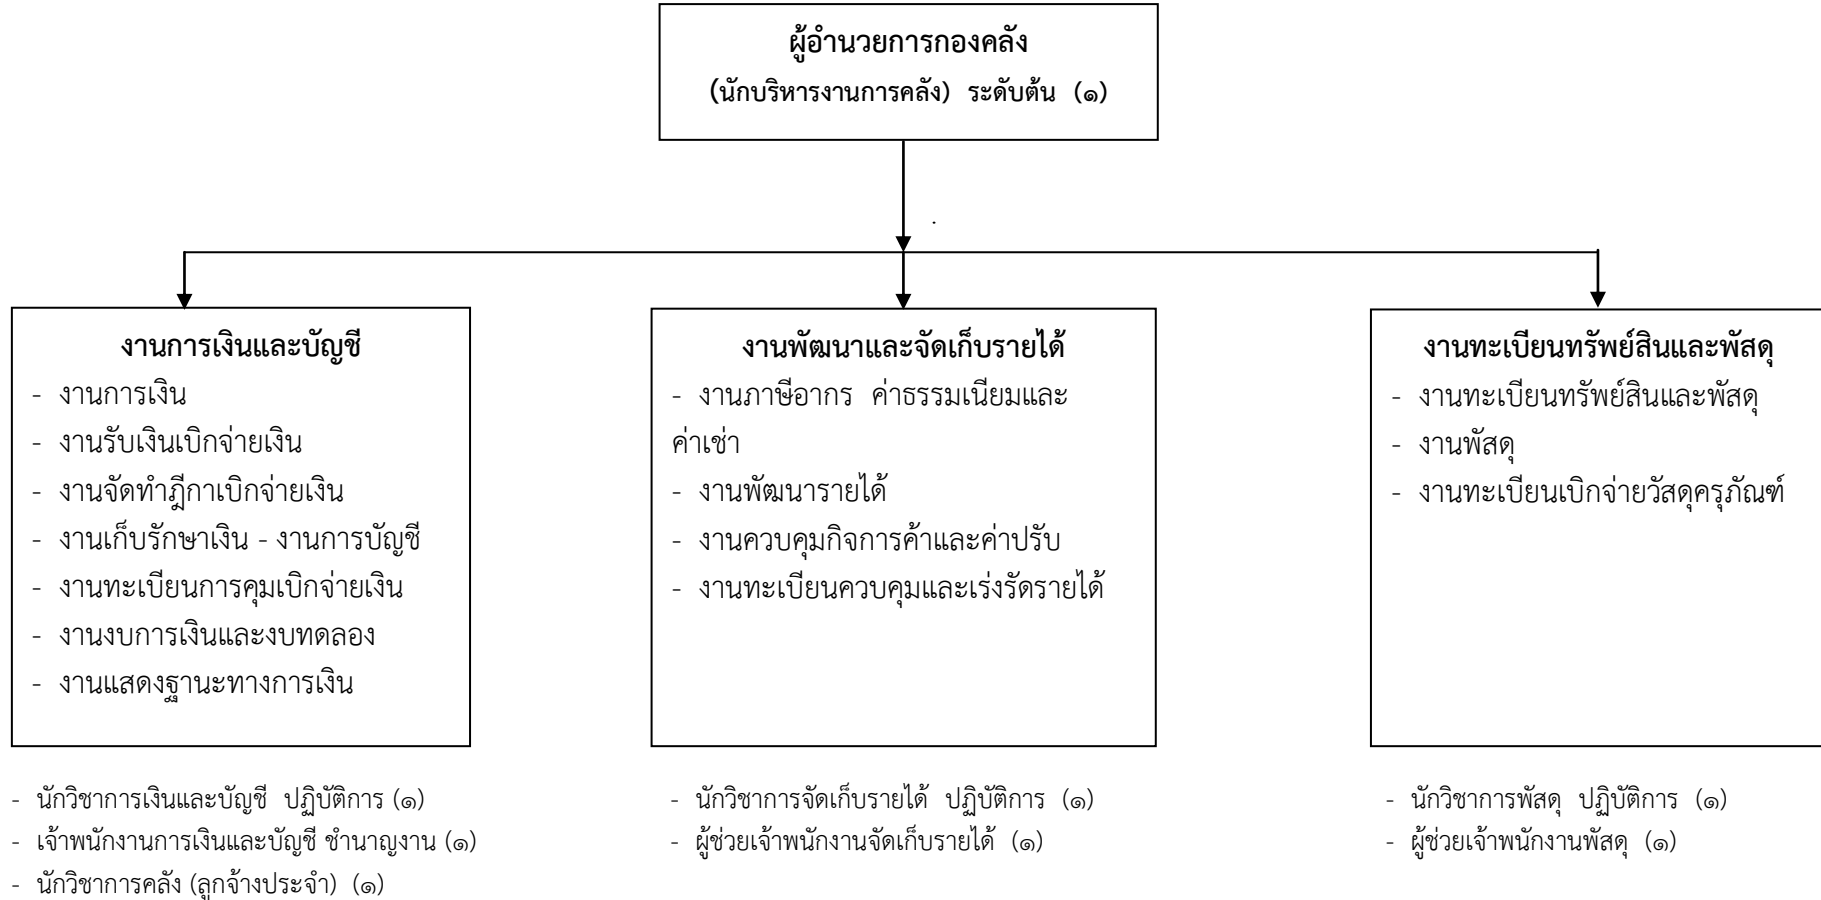 ผู้อำนวยการกองคลัง
(นักบริหารงานการคลัง) ระดับต้น (๑)
งานการเงินและบัญชี
- งานการเงิน
- งานรับเงินเบิกจ่ายเงิน
- งานจัดทำฎีกาเบิกจ่ายเงิน
- งานเก็บรักษาเงิน - งานการบัญชี
- งานทะเบียนการคุมเบิกจ่ายเงิน
- งานงบการเงินและงบทดลอง
- งานแสดงฐานะทางการเงิน
งานพัฒนาและจัดเก็บรายได้
- งานภาษีอากร ค่าธรรมเนียมและ
ค่าเช่า
- งานพัฒนารายได้
- งานควบคุมกิจการค้าและค่าปรับ
- งานทะเบียนควบคุมและเร่งรัดรายได้
งานทะเบียนทรัพย์สินและพัสดุ
- งานทะเบียนทรัพย์สินและพัสดุ
- งานพัสดุ
- งานทะเบียนเบิกจ่ายวัสดุครุภัณฑ์
- นักวิชาการเงินและบัญชี ปฏิบัติการ (๑)
- เจ้าพนักงานการเงินและบัญชี ชำนาญงาน (๑)
- นักวิชาการคลัง (ลูกจ้างประจำ) (๑)
- นักวิชาการจัดเก็บรายได้ ปฏิบัติการ (๑)
- ผู้ช่วยเจ้าพนักงานจัดเก็บรายได้ (๑)
- นักวิชาการพัสดุ ปฏิบัติการ (๑)
- ผู้ช่วยเจ้าพนักงานพัสดุ (๑)